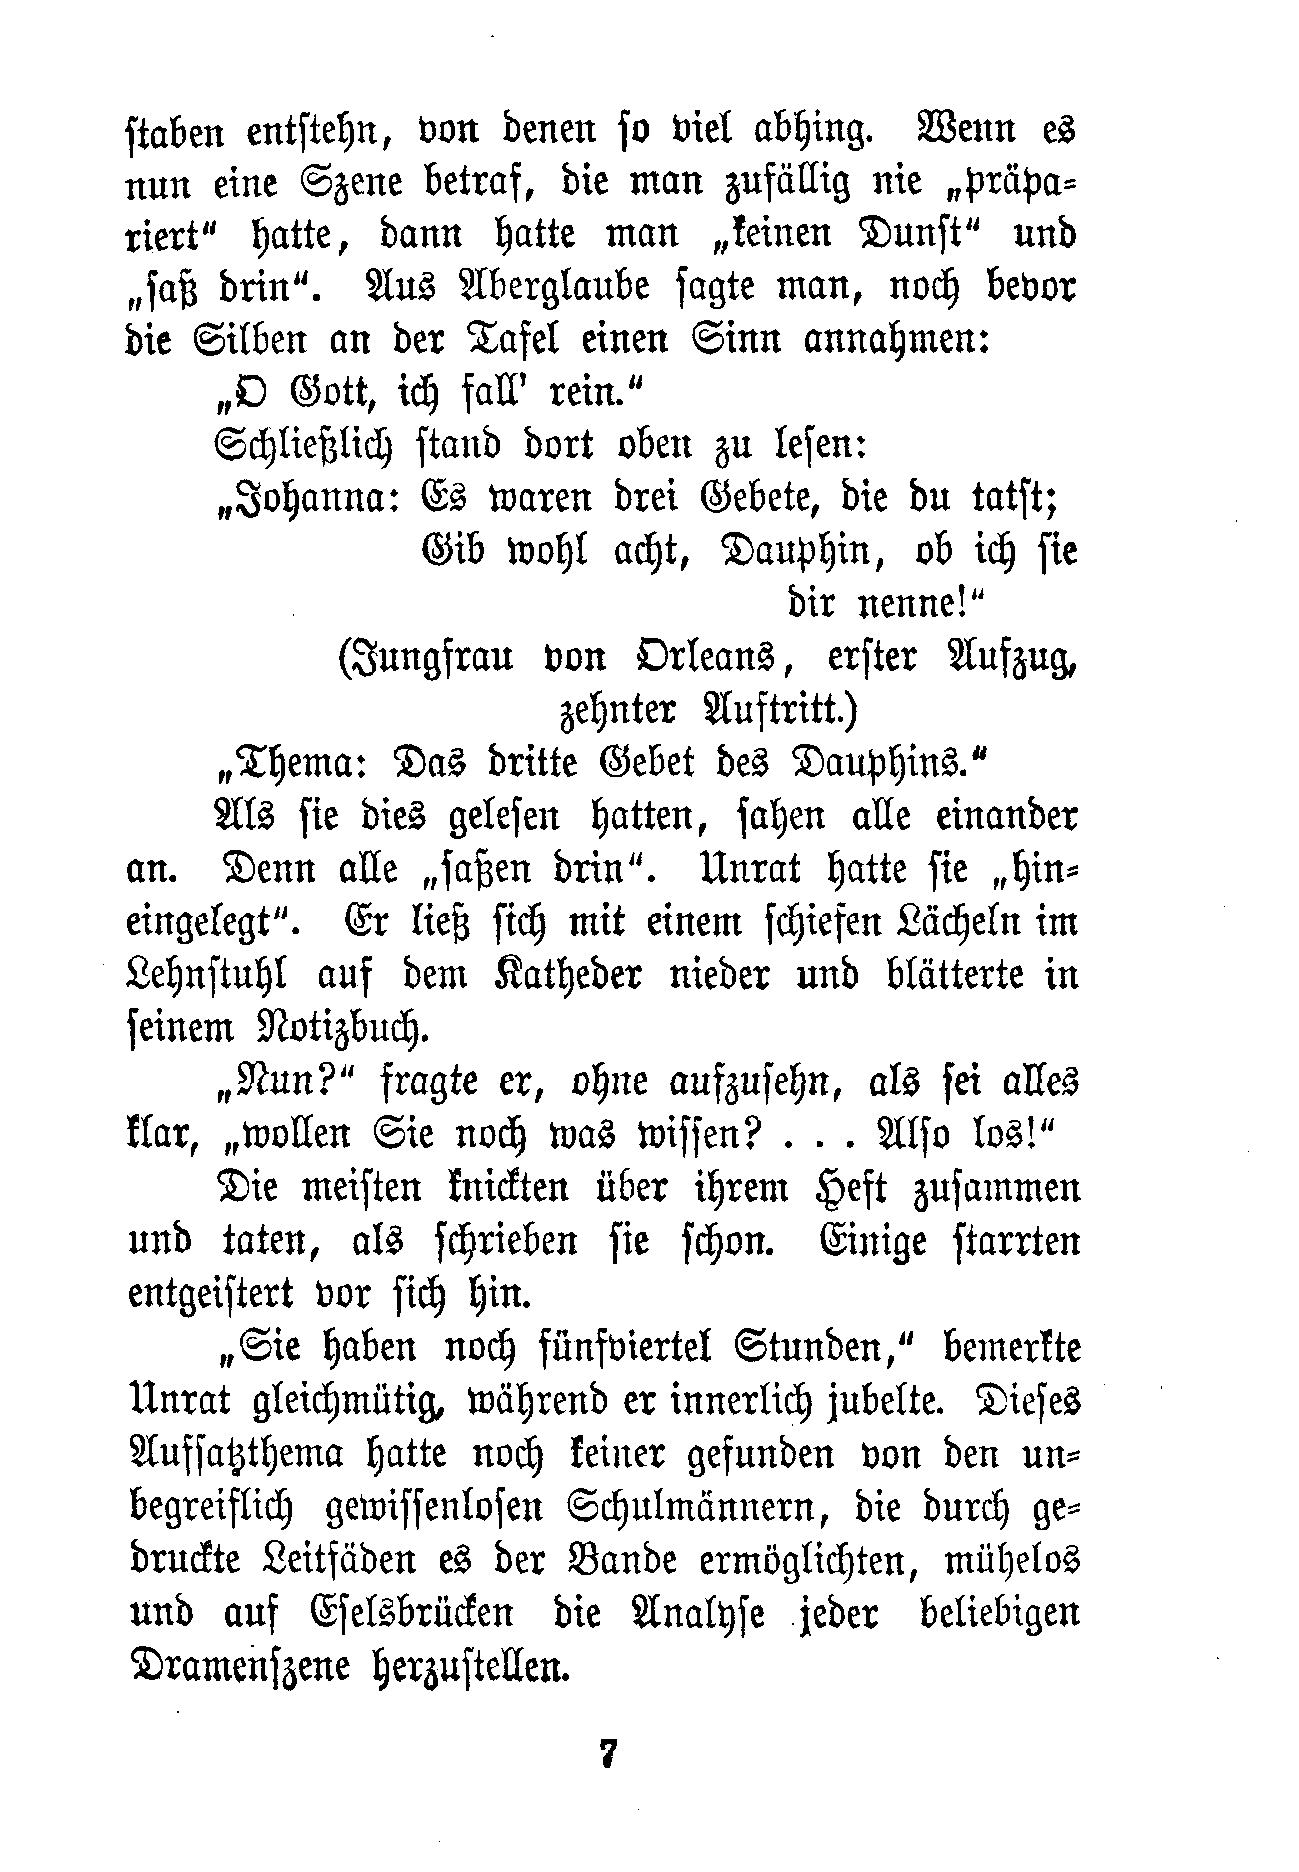 staben entstehn, von denen so viel abhing. Wenn es
nun eine Szene betraf, die man zufällig nie „präpa-
riert“ hatte, dann hatte man „keinen Dunst“ und
„saß drin“. Aus Aberglaube sagte man, noch bevor
die Silben an der Tafel einen Sinn annahmen:
„O Gott, ich fall' rein.“
Schließlich stand dort oben zu lesen:
„Johanna: Es waren drei Gebete, die du tatst;
Gib wohl acht, Dauphin, ob ich sie
dir nenne!“
(Jungfrau von Orleans, erster Aufzug,
zehnter Auftritt.)
„Thema: Das dritte Gebet des Dauphins.“
Als sie dies gelesen hatten, sahen alle einander
an. Denn alle „saßen drin“. Unrat hatte sie „hin-
eingelegt“. Er ließ sich mit einem schiefen Lächeln im
Lehnstuhl auf dem Katheder nieder und blätterte in
seinem Notizbuch.
„Nun?“ fragte er, ohne aufzusehn, als sei alles
klar, „wollen Sie noch was wissen? . . . Also los!“
Die meisten knickten über ihrem Heft zusammen
und taten, als schrieben sie schon. Einige starrten
entgeistert vor sich hin.
„Sie haben noch fünfviertel Stunden,“ bemerkte
Unrat gleichmütig, während er innerlich jubelte. Dieses
Aufsatzthema hatte noch keiner gefunden von den un-
begreiflich gewissenlosen Schulmännern, die durch ge-
druckte Leitfäden es der Bande ermöglichten, mühelos
und auf Eselsbrücken die Analyse jeder beliebigen
Dramenszene herzustellen.
7